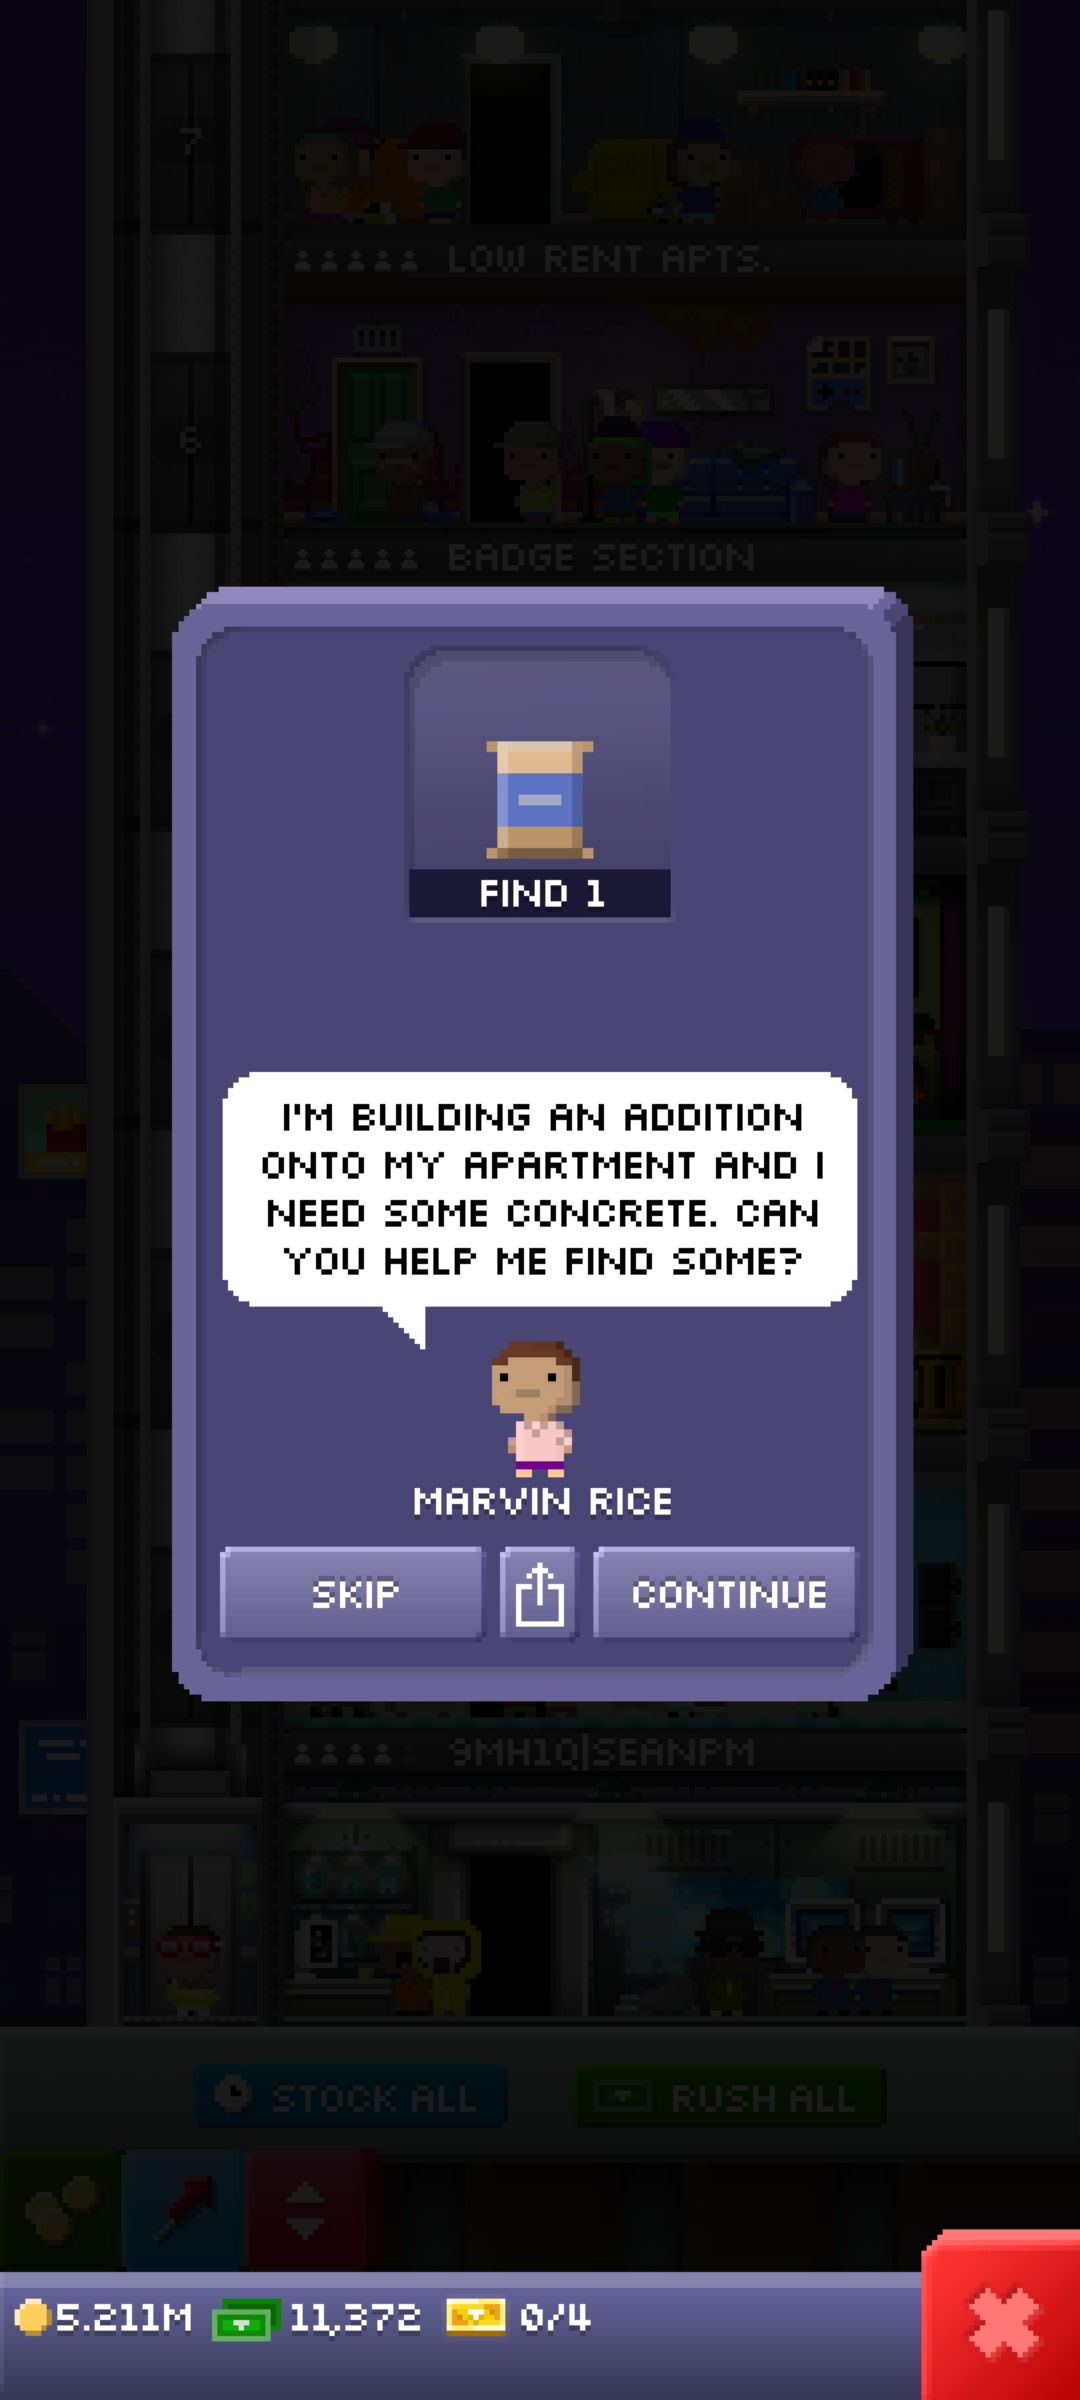 7
LOW RENT APTS.
6
BADGE SECTION
FIND 1
I'M BUILDING AN ADDITION
ONTO MY APARTMENT AND I
NEED SOME CONCRETE. CAN
YOU HELP ME FIND SOME?
MARVIN RICE
SKIP
CONTINUE
9MH1Q|SEANPM
STOCK ALL
RUSH ALL
5.211M
11,372
0/4